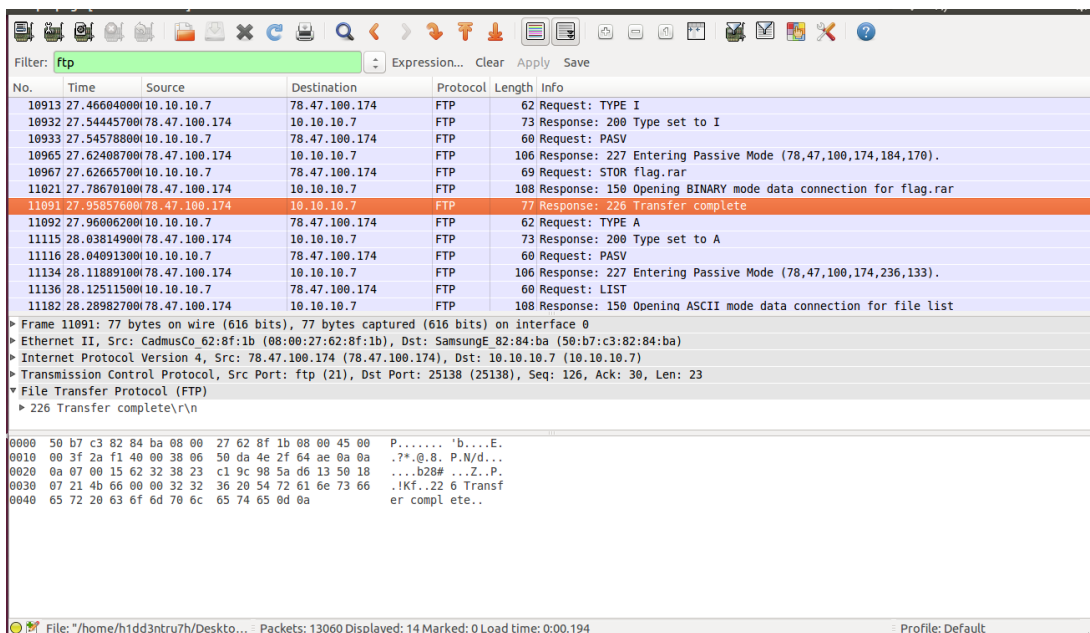 Filter: ftp Expression... Clear Apply Save
No. Time Source Destination Protocol Length Info
10913 27.466040000 10.10.10.7 78.47.100.174 FTP 62 Request: TYPE I
10932 27.544457000 78.47.100.174 10.10.10.7 FTP 73 Response: 200 Type set to I
10933 27.545788000 10.10.10.7 78.47.100.174 FTP 60 Request: PASV
10965 27.624087000 78.47.100.174 10.10.10.7 FTP 106 Response: 227 Entering Passive Mode (78,47,100,174,184,170).
10967 27.626657000 10.10.10.7 78.47.100.174 FTP 69 Request: STOR flag.rar
11021 27.786701000 78.47.100.174 10.10.10.7 FTP 108 Response: 150 Opening BINARY mode data connection for flag.rar
11091 27.958576000 78.47.100.174 10.10.10.7 FTP 77 Response: 226 Transfer complete
11092 27.960062000 10.10.10.7 78.47.100.174 FTP 62 Request: TYPE A
11115 28.038149000 78.47.100.174 10.10.10.7 FTP 73 Response: 200 Type set to A
11116 28.040913000 10.10.10.7 78.47.100.174 FTP 60 Request: PASV
11134 28.118891000 78.47.100.174 10.10.10.7 FTP 106 Response: 227 Entering Passive Mode (78,47,100,174,236,133).
11136 28.125115000 10.10.10.7 78.47.100.174 FTP 60 Request: LIST
11182 28.289827000 78.47.100.174 10.10.10.7 FTP 108 Response: 150 Opening ASCII mode data connection for file list
Frame 11091: 77 bytes on wire (616 bits), 77 bytes captured (616 bits) on interface 0
Ethernet II, Src: CadmusCo_62:8f:1b (08:00:27:62:8f:1b), Dst: SamsungE_82:84:ba (50:b7:c3:82:84:ba)
Internet Protocol Version 4, Src: 78.47.100.174 (78.47.100.174), Dst: 10.10.10.7 (10.10.10.7)
Transmission Control Protocol, Src Port: ftp (21), Dst Port: 25138 (25138), Seq: 126, Ack: 30, Len: 23
File Transfer Protocol (FTP)
226 Transfer complete\r\n
0000 50 b7 c3 82 84 ba 08 00 27 62 8f 1b 08 00 45 00 P....... 'b....E.
0010 00 3f 2a f1 40 00 38 06 50 da 4e 2f 64 ae 0a 0a .?*.@.8. P.N/d...
0020 0a 07 00 15 62 32 38 23 c1 9c 98 5a d6 13 50 18 ....b28# ...Z..P.
0030 07 21 4b 66 00 00 32 32 36 20 54 72 61 6e 73 66 .!Kf..22 6 Transf
0040 65 72 20 63 6f 6d 70 6c 65 74 65 0d 0a er compl ete..
File: "/home/h1dd3ntru7h/Deskto... Packets: 13060 Displayed: 14 Marked: 0 Load time: 0:00.194 Profile: Default